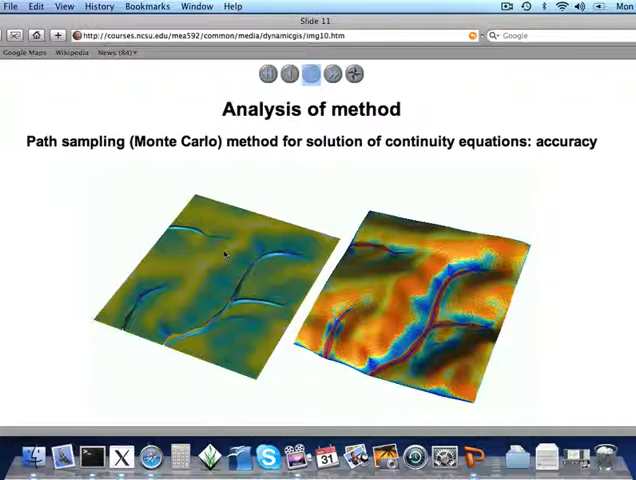 File Edit View History Bookmarks Window Help Mon
Slide 11
http://courses.ncsu.edu/mea592/common/media/dynamicgis/img10.htm Google
Google Maps Wikipedia News (84)
Analysis of method
Path sampling (Monte Carlo) method for solution of continuity equations: accuracy
31